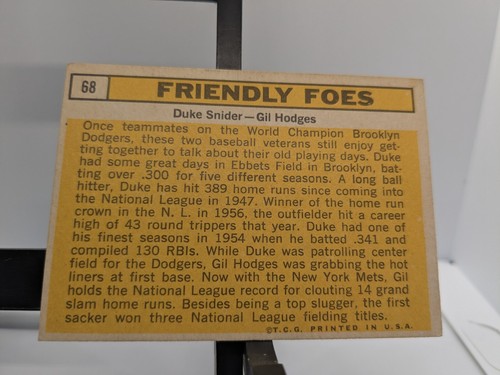 68
FRIENDLY FOES
Duke Snider—Gil Hodges
Once teammates on the World Champion Brooklyn
Dodgers, these two baseball veterans still enjoy get-
ting together to talk about their old playing days. Duke
had some great days in Ebbets Field in Brooklyn, bat-
ting over .300 for five different seasons. A long ball
hitter, Duke has hit 389 home runs since coming into
the National League in 1947. Winner of the home run
crown in the N. L. in 1956, the outfielder hit a career
high of 43 round trippers that year. Duke had one of
his finest seasons in 1954 when he batted .341 and
compiled 130 RBIs. While Duke was patrolling center
field for the Dodgers, Gil Hodges was grabbing the hot
liners at first base. Now with the New York Mets, Gil
holds the National League record for clouting 14 grand
slam home runs. Besides being a top slugger, the first
sacker won three National League fielding titles.
©T.C.G. PRINTED IN U.S.A.